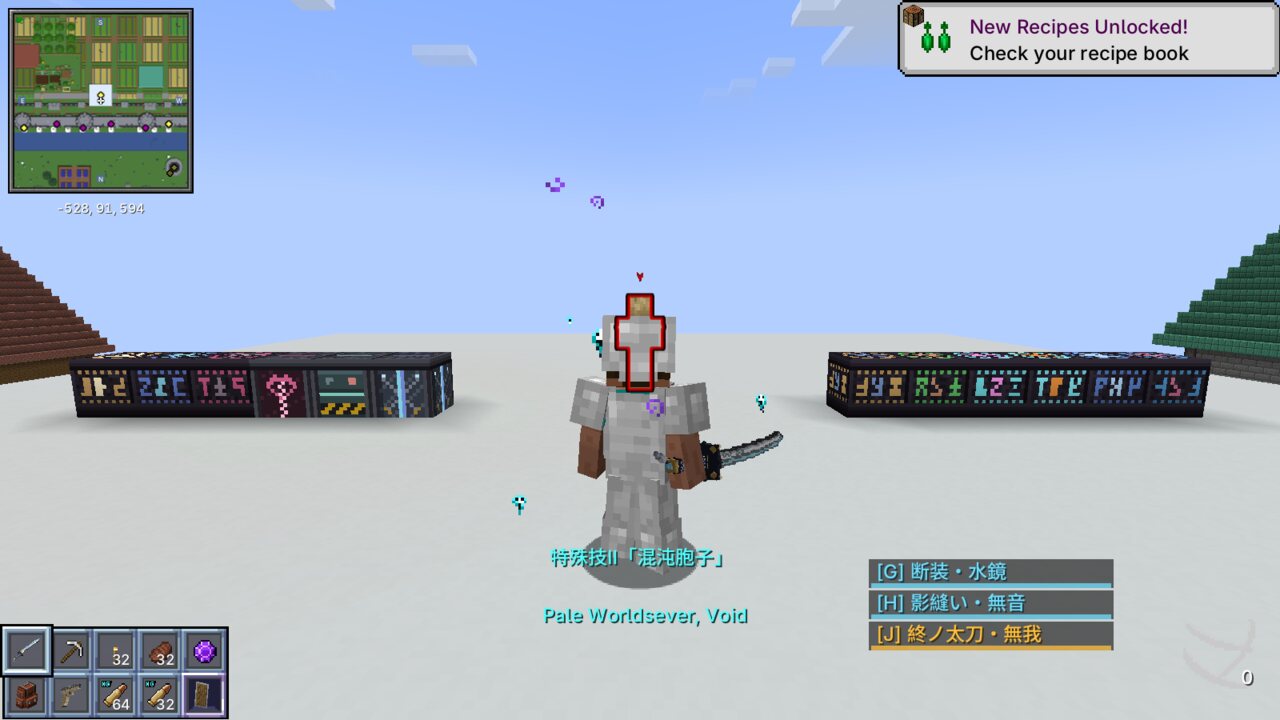 New Recipes Unlocked!
Check your recipe book
S
E
W
N
-528, 91, 594
特殊技II「混沌胞子」
Pale Worldsever, Void
[G] 断装・水鏡
[H] 影縫い・無音
[J] 終ノ太刀・無我
32
32
64
32
0